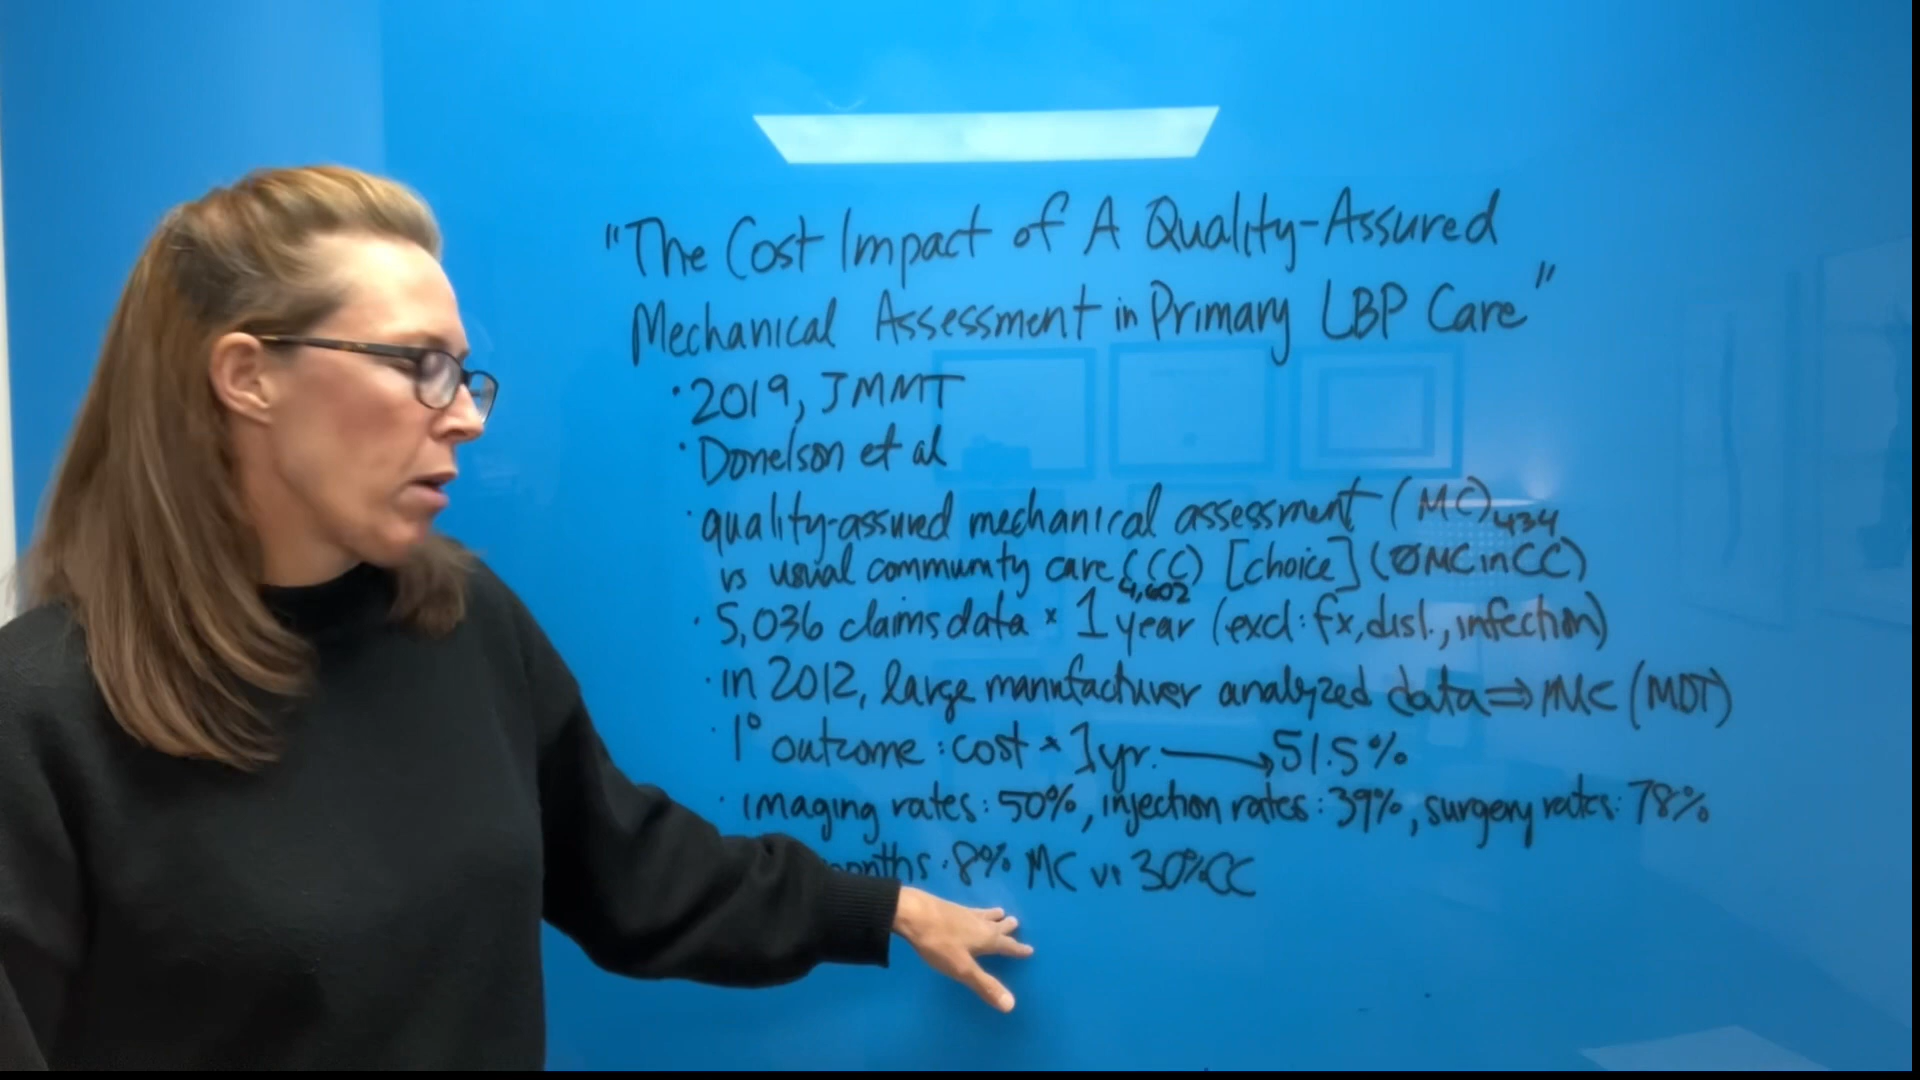 "The Cost Impact of A Quality-Assured
Mechanical Assessment in Primary LBP Care"
· 2019, JMMT
· Donelson et al
· quality-assured mechanical assessment (MC) 434
vs usual community care (CC) [choice] (ØMC in CC)
4,602
· 5,036 claims data × 1 year (excl: fx, disl., infection)
· in 2012, large manufacturer analyzed data ⇒ MC (MDT)
· 1° outcome: cost × 1 yr. → 51.5%
· imaging rates: 50%, injection rates: 39%, surgery rates: 78%
months: 8% MC vs 30% CC